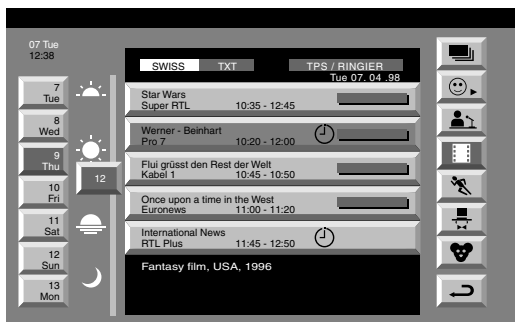 07 Tue
12:38
SWISS TXT TPS / RINGIER
Tue 07. 04 .98
7
Tue
8
Wed
9
Thu
10
Fri
11
Sat
12
Sun
13
Mon
12
Star Wars
Super RTL 10:35 - 12:45
Werner - Beinhart
Pro 7 10:20 - 12:00
Flui grüsst den Rest der Welt
Kabel 1 10:45 - 10:50
Once upon a time in the West
Euronews 11:00 - 11:20
International News
RTL Plus 11:45 - 12:50
Fantasy film, USA, 1996